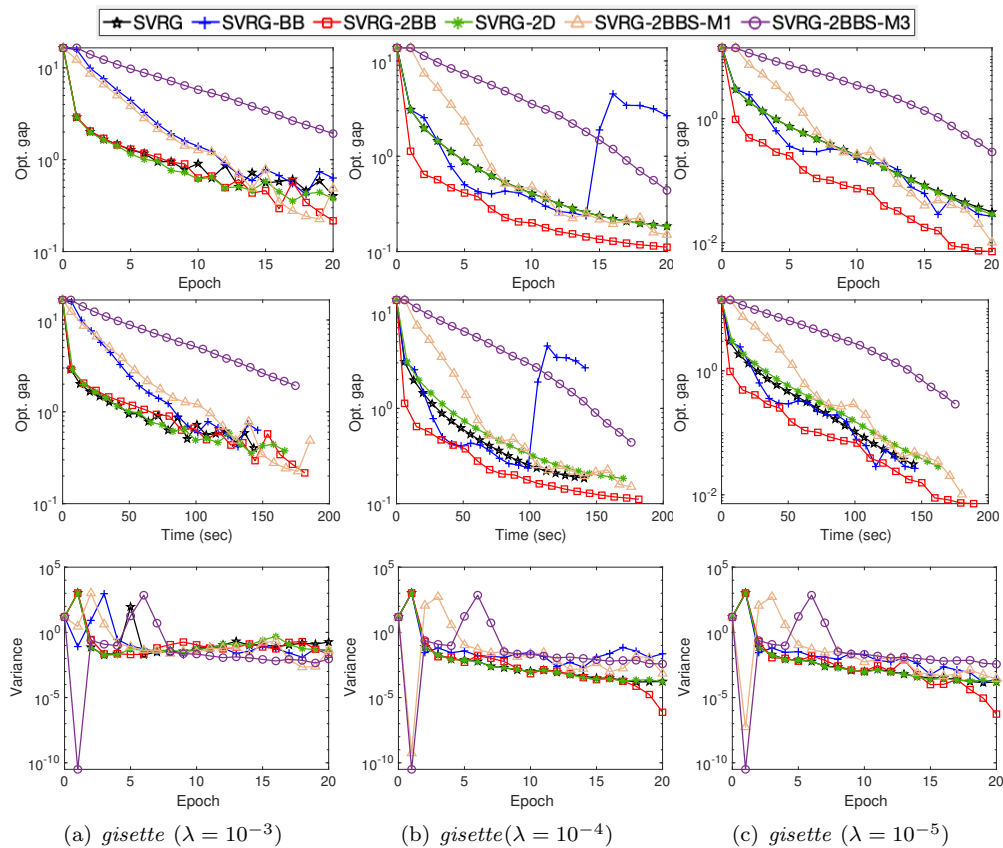 SVRG SVRG-BB SVRG-2BB SVRG-2D SVRG-2BBS-M1 SVRG-2BBS-M3
10^1
10^0
10^-1
Opt. gap
0 5 10 15 20
Epoch
10^1
10^0
10^-1
Opt. gap
0 5 10 15 20
Epoch
10^0
10^-2
Opt. gap
0 5 10 15 20
Epoch
10^1
10^0
10^-1
Opt. gap
0 50 100 150 200
Time (sec)
10^1
10^0
10^-1
Opt. gap
0 50 100 150 200
Time (sec)
10^0
10^-2
Opt. gap
0 50 100 150 200
Time (sec)
10^5
10^0
10^-5
10^-10
Variance
0 5 10 15 20
Epoch
10^5
10^0
10^-5
10^-10
Variance
0 5 10 15 20
Epoch
10^5
10^0
10^-5
10^-10
Variance
0 5 10 15 20
Epoch
(a) gisette (λ = 10^-3)
(b) gisette(λ = 10^-4)
(c) gisette (λ = 10^-5)